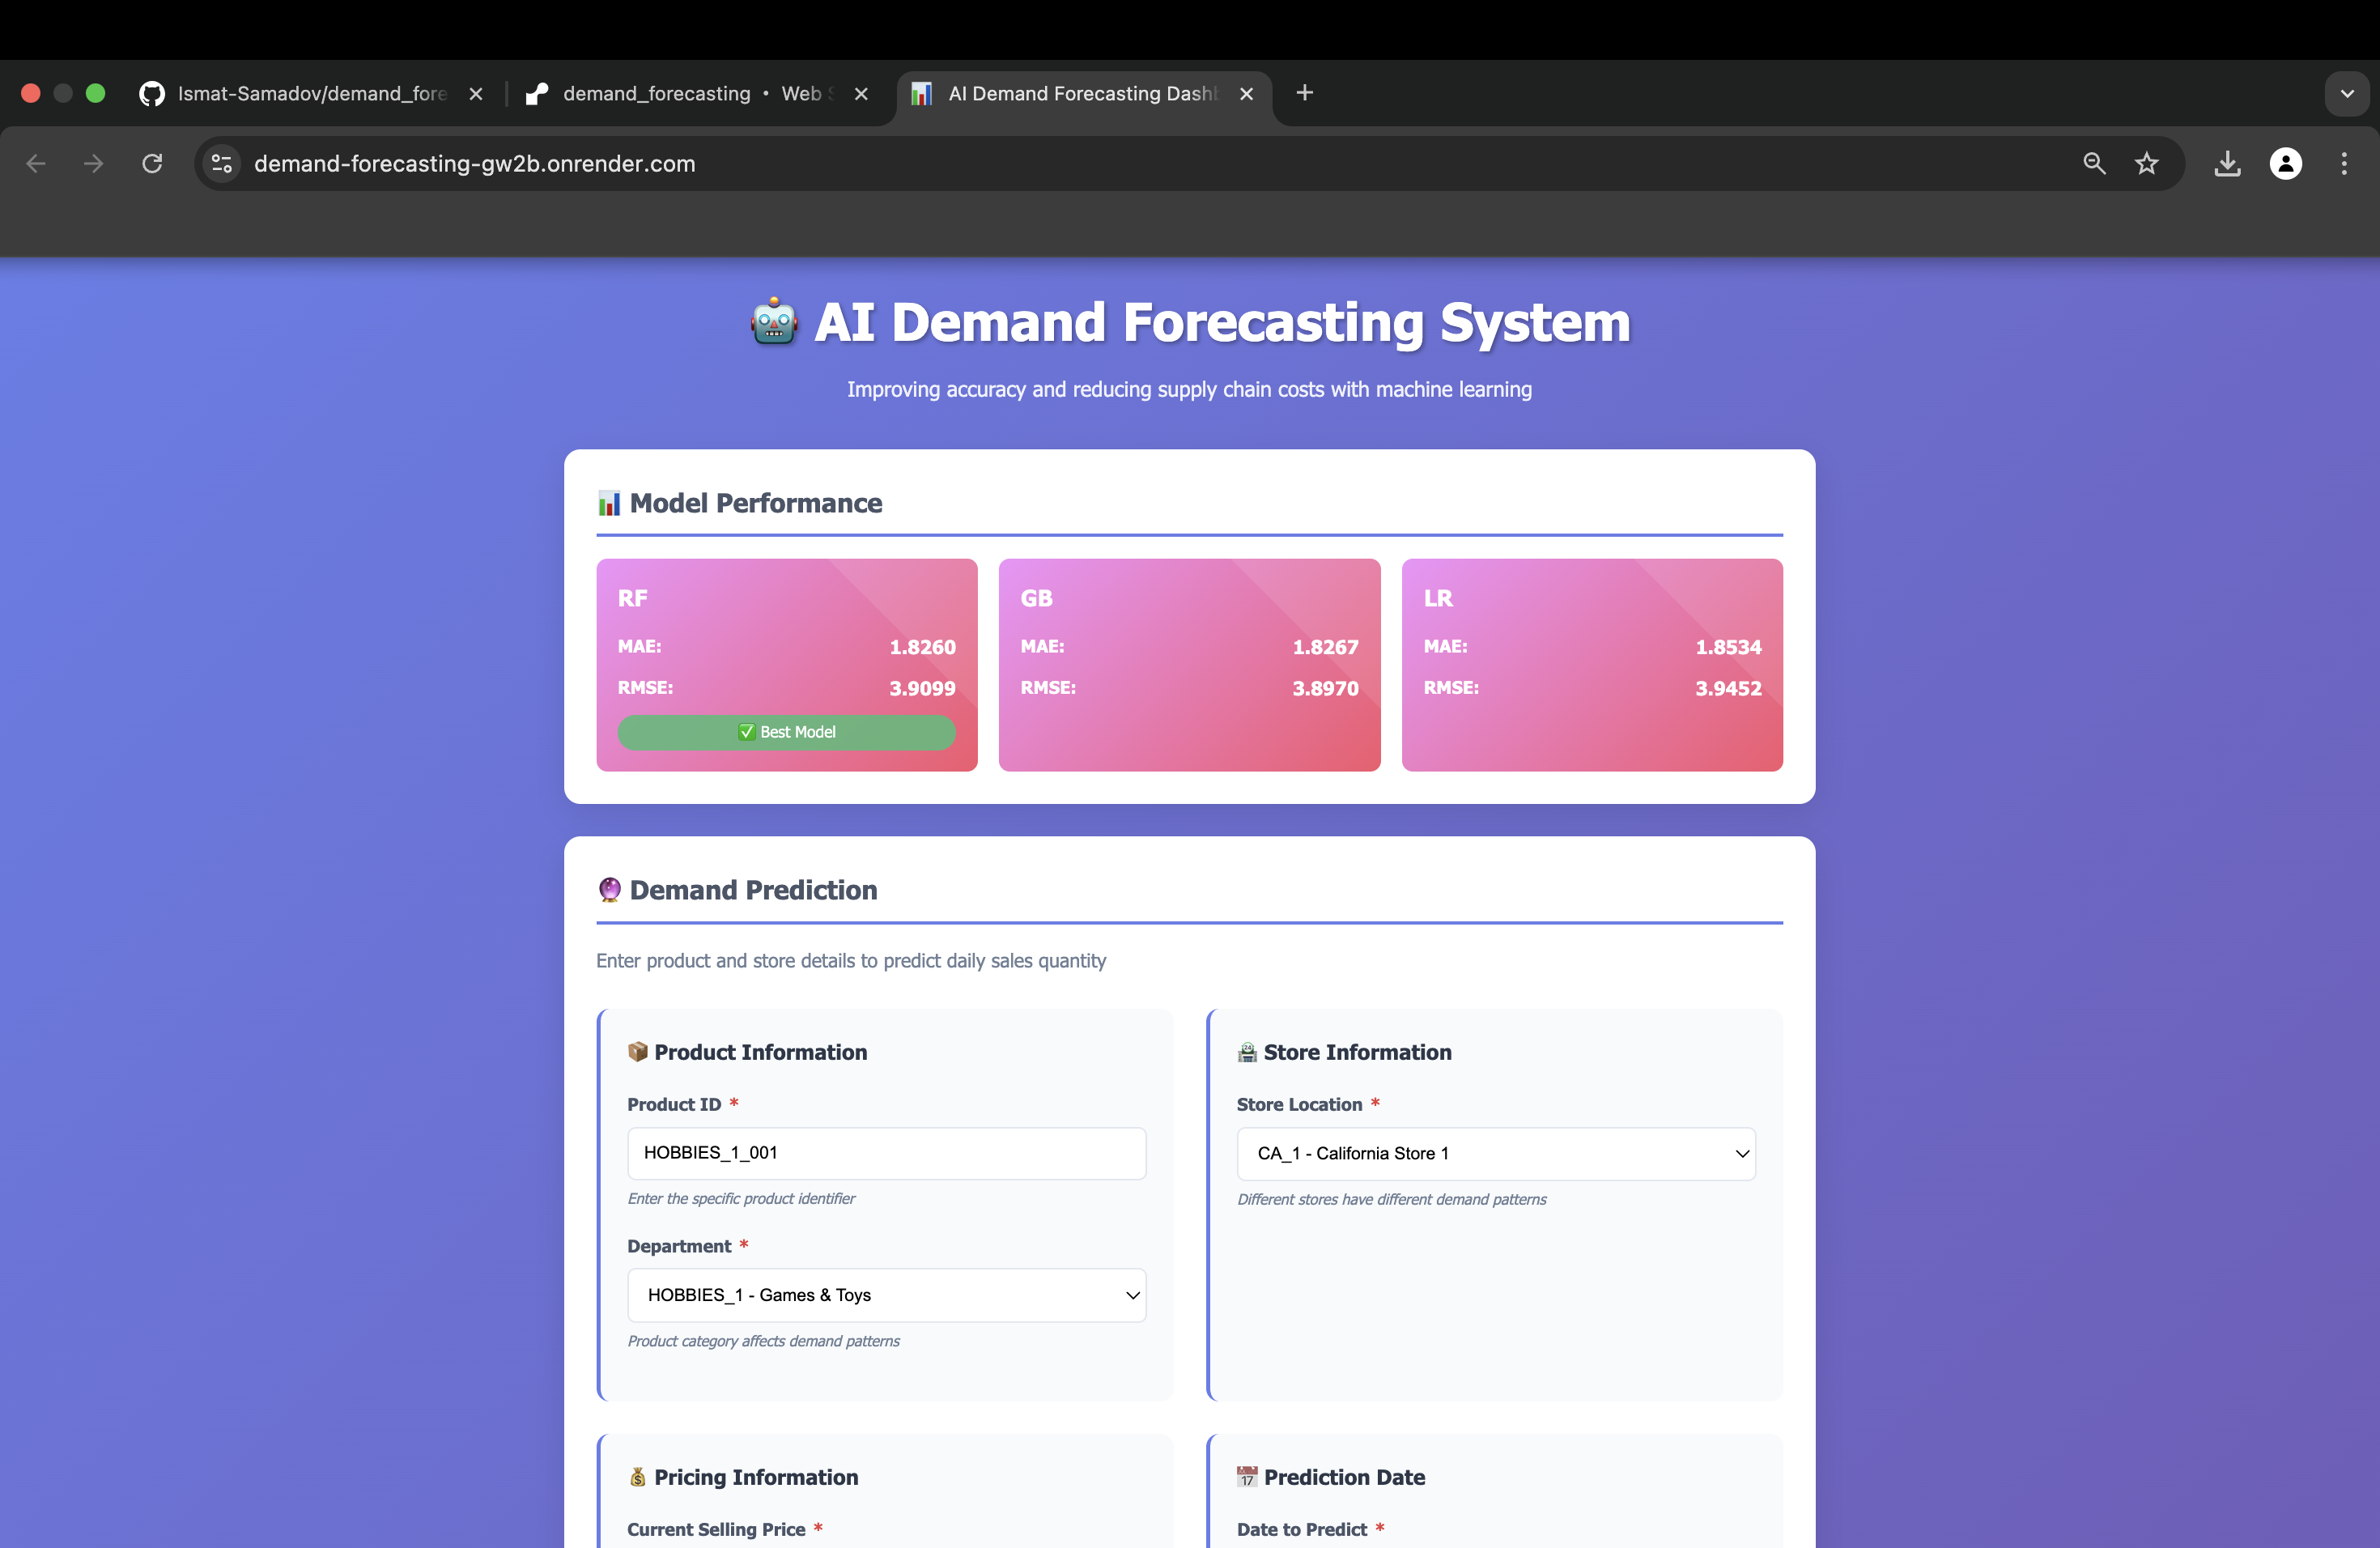 Ismat-Samadov/demand_fore
demand_forecasting • Web
AI Demand Forecasting Dash
demand-forecasting-gw2b.onrender.com
AI Demand Forecasting System
Improving accuracy and reducing supply chain costs with machine learning
Model Performance
RF
MAE: 1.8260
RMSE: 3.9099
Best Model
GB
MAE: 1.8267
RMSE: 3.8970
LR
MAE: 1.8534
RMSE: 3.9452
Demand Prediction
Enter product and store details to predict daily sales quantity
Product Information
Product ID *
HOBBIES_1_001
Enter the specific product identifier
Department *
HOBBIES_1 - Games & Toys
Product category affects demand patterns
Store Information
Store Location *
CA_1 - California Store 1
Different stores have different demand patterns
Pricing Information
Current Selling Price *
Prediction Date
Date to Predict *